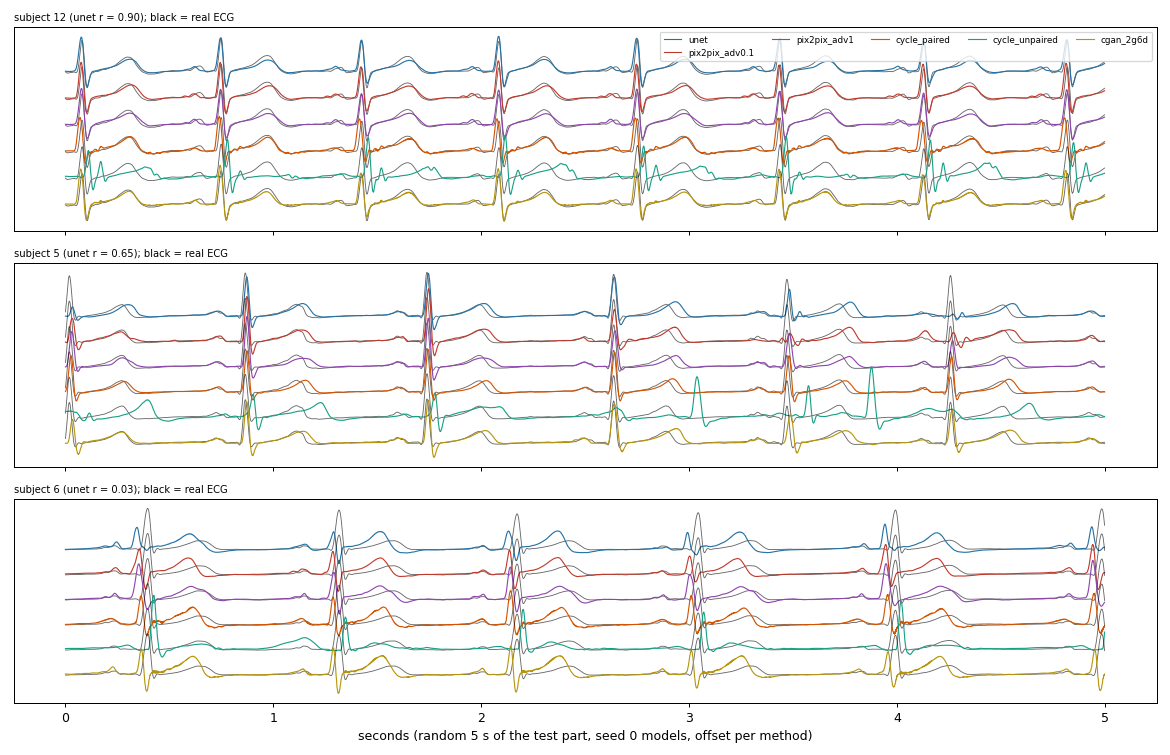 subject 12 (unet r = 0.90); black = real ECG
unet pix2pix_adv1 cycle_paired cycle_unpaired cgan_2g6d
pix2pix_adv0.1
subject 5 (unet r = 0.65); black = real ECG
subject 6 (unet r = 0.03); black = real ECG
0 1 2 3 4 5
seconds (random 5 s of the test part, seed 0 models, offset per method)